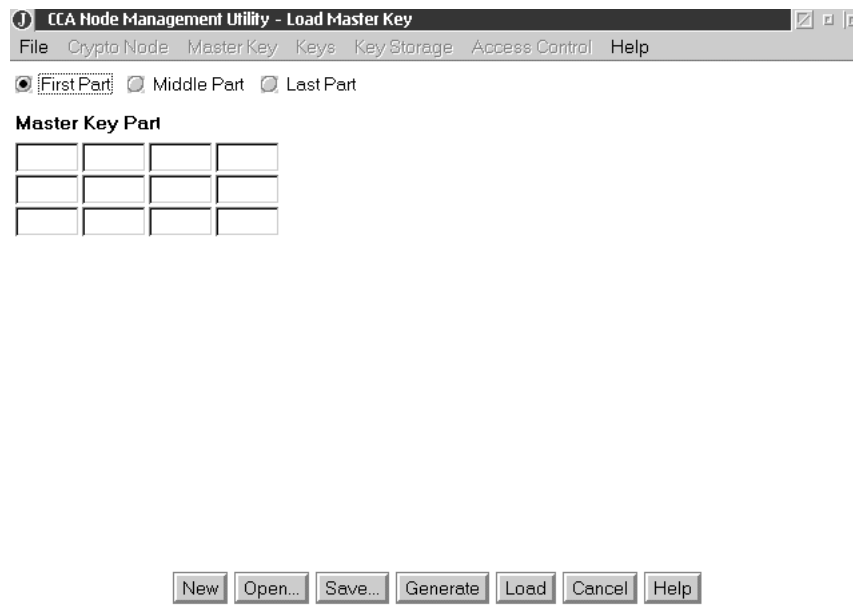 J CCA Node Management Utility - Load Master Key
File Crypto Node Master Key Keys Key Storage Access Control Help
First Part Middle Part Last Part
Master Key Part
New Open... Save... Generate Load Cancel Help